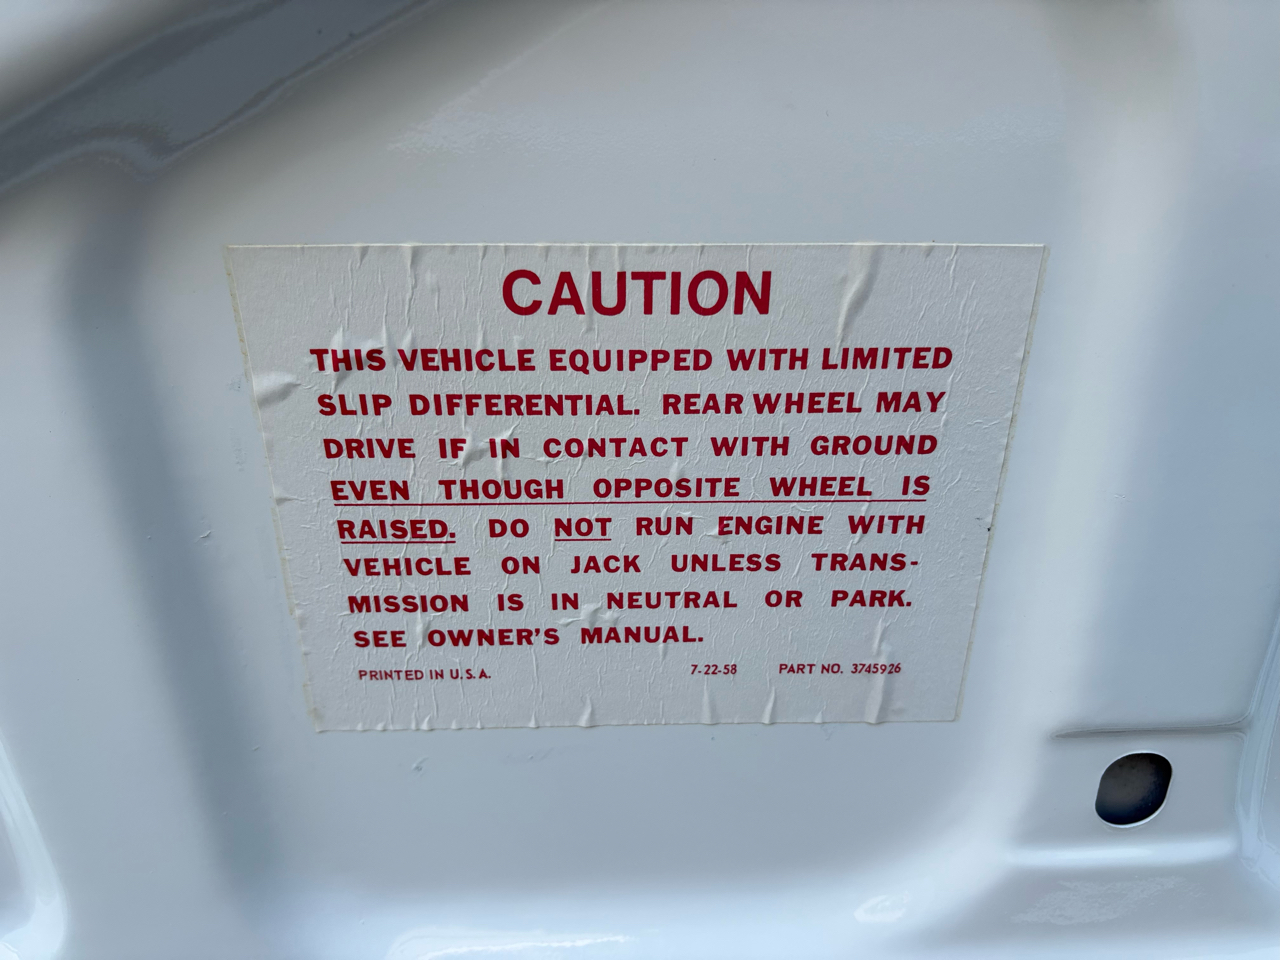 CAUTION
THIS VEHICLE EQUIPPED WITH LIMITED
SLIP DIFFERENTIAL. REAR WHEEL MAY
DRIVE IF IN CONTACT WITH GROUND
EVEN THOUGH OPPOSITE WHEEL IS
RAISED. DO NOT RUN ENGINE WITH
VEHICLE ON JACK UNLESS TRANS-
MISSION IS IN NEUTRAL OR PARK.
SEE OWNER'S MANUAL.
PRINTED IN U.S.A. 7-22-58 PART NO. 3745926